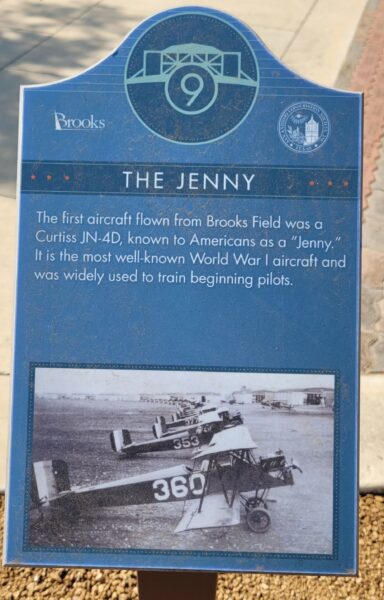 9
Brooks
THE JENNY
The first aircraft flown from Brooks Field was a
Curtiss JN-4D, known to Americans as a “Jenny.”
It is the most well-known World War I aircraft and
was widely used to train beginning pilots.
353
360